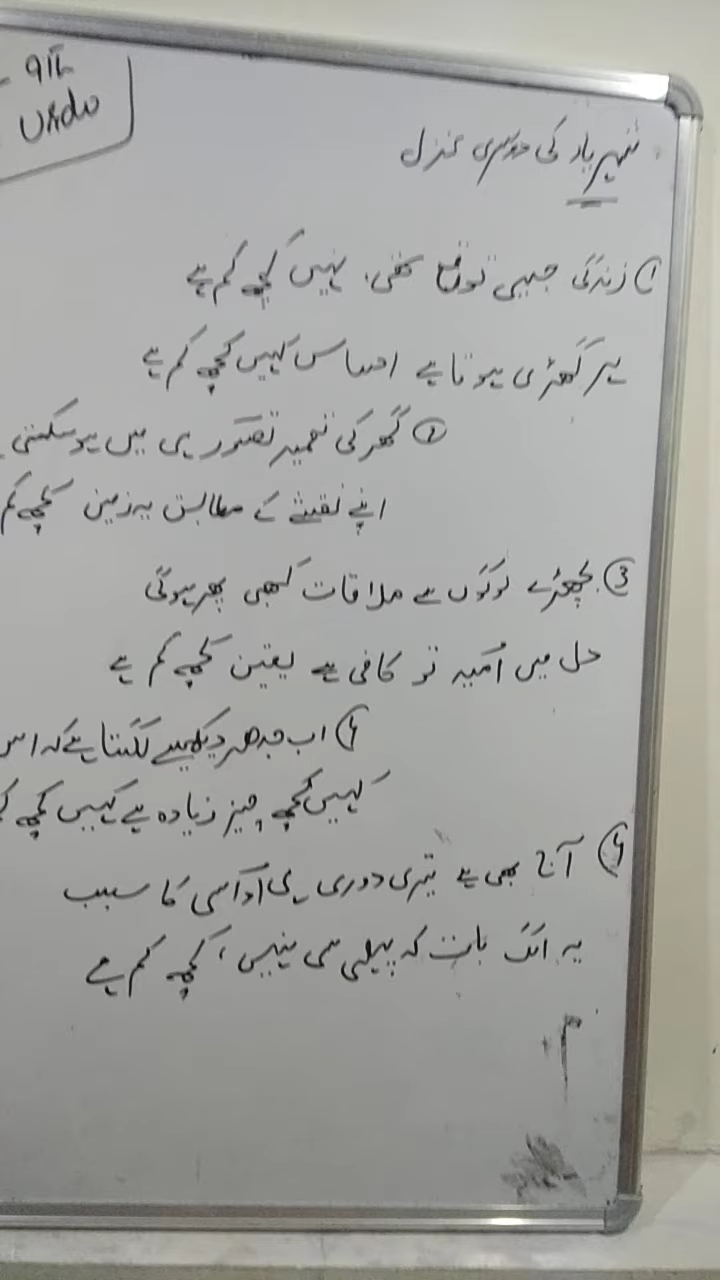 9th
Urdu
شہریار کی دوسری غزل
① زندگی جیسی توقع تھی، نہیں کچھ کم ہے
ہر گھڑی ہوتا ہے احساس کہیں کچھ کم ہے
② گھر کی تعمیر تصور ہی میں ہو سکتی
اپنے نقشے کے مطابق یہ زمین کچھ کم
③ بچھڑے لوگوں سے ملاقات کبھی پھر ہوگی
دل میں اُمید تو کافی ہے یقین کچھ کم ہے
④ اب جدھر دیکھیے لگتا ہے کہ اس
کہیں کچھ چیز زیادہ ہے کہیں کچھ
آج بھی ہے تیری دوری ہی اُداسی کا سبب
یہ الگ بات کہ پہلی سی نہیں، کچھ کم ہے